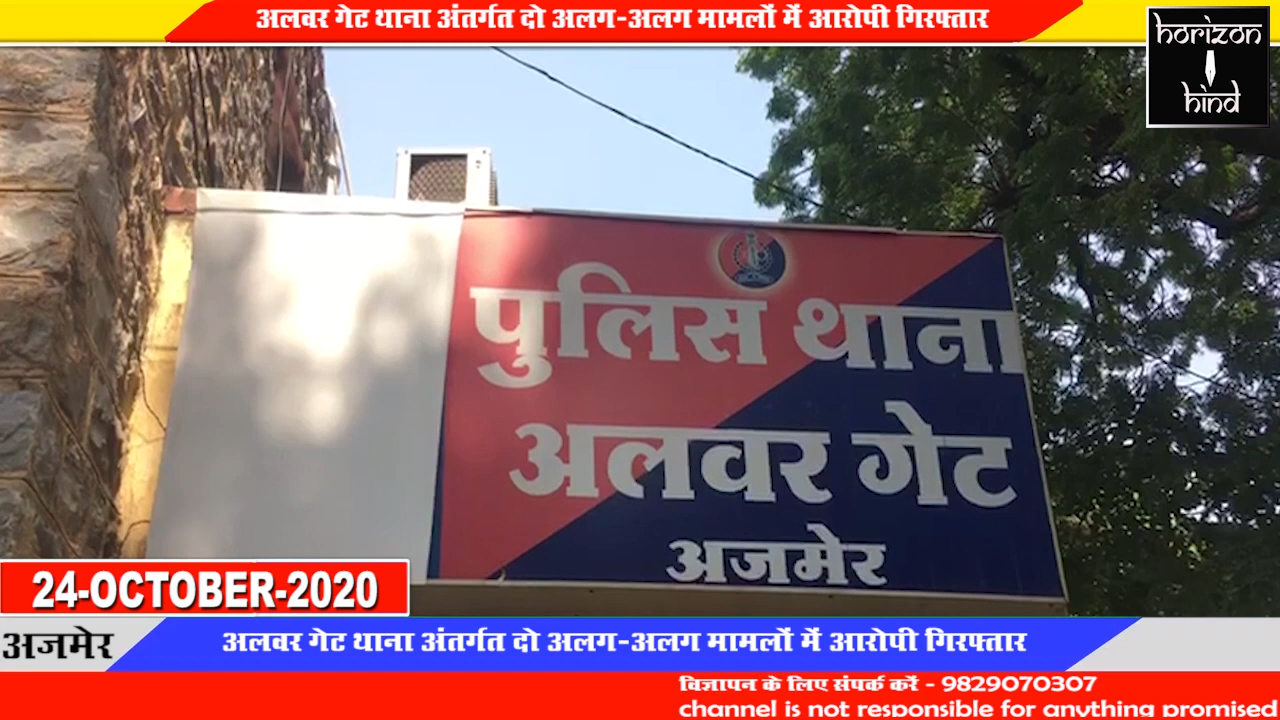 अलवर गेट थाना अंतर्गत दो अलग-अलग मामलों में आरोपी गिरफ्तार
horizon
hind
पुलिस थाना
अलवर गेट
अजमेर
24-OCTOBER-2020
अजमेर
अलवर गेट थाना अंतर्गत दो अलग-अलग मामलों में आरोपी गिरफ्तार
विज्ञापन के लिए संपर्क करें - 9829070307
channel is not responsible for anything promised